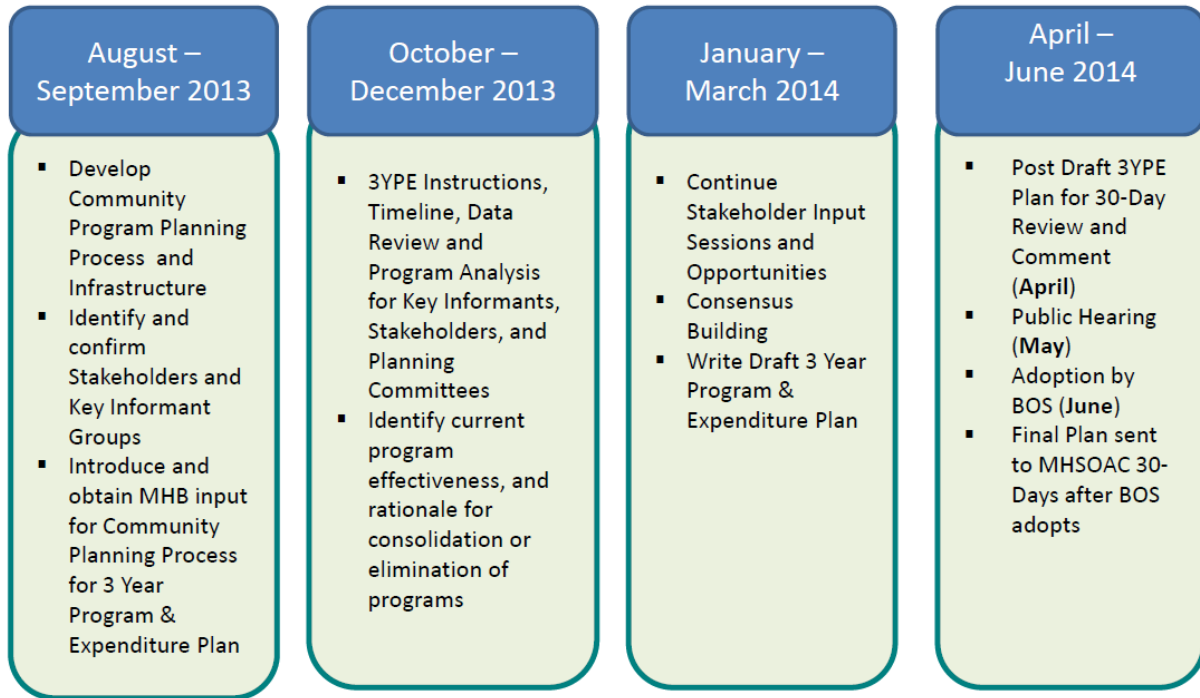 August –
September 2013
▪ Develop
Community
Program Planning
Process and
Infrastructure
▪ Identify and
confirm
Stakeholders and
Key Informant
Groups
▪ Introduce and
obtain MHB input
for Community
Planning Process
for 3 Year
Program &
Expenditure Plan
October –
December 2013
▪ 3YPE Instructions,
Timeline, Data
Review and
Program Analysis
for Key Informants,
Stakeholders, and
Planning
Committees
▪ Identify current
program
effectiveness, and
rationale for
consolidation or
elimination of
programs
January –
March 2014
▪ Continue
Stakeholder Input
Sessions and
Opportunities
▪ Consensus
Building
▪ Write Draft 3 Year
Program &
Expenditure Plan
April –
June 2014
▪ Post Draft 3YPE
Plan for 30-Day
Review and
Comment
(April)
▪ Public Hearing
(May)
▪ Adoption by
BOS (June)
▪ Final Plan sent
to MHSOAC 30-
Days after BOS
adopts